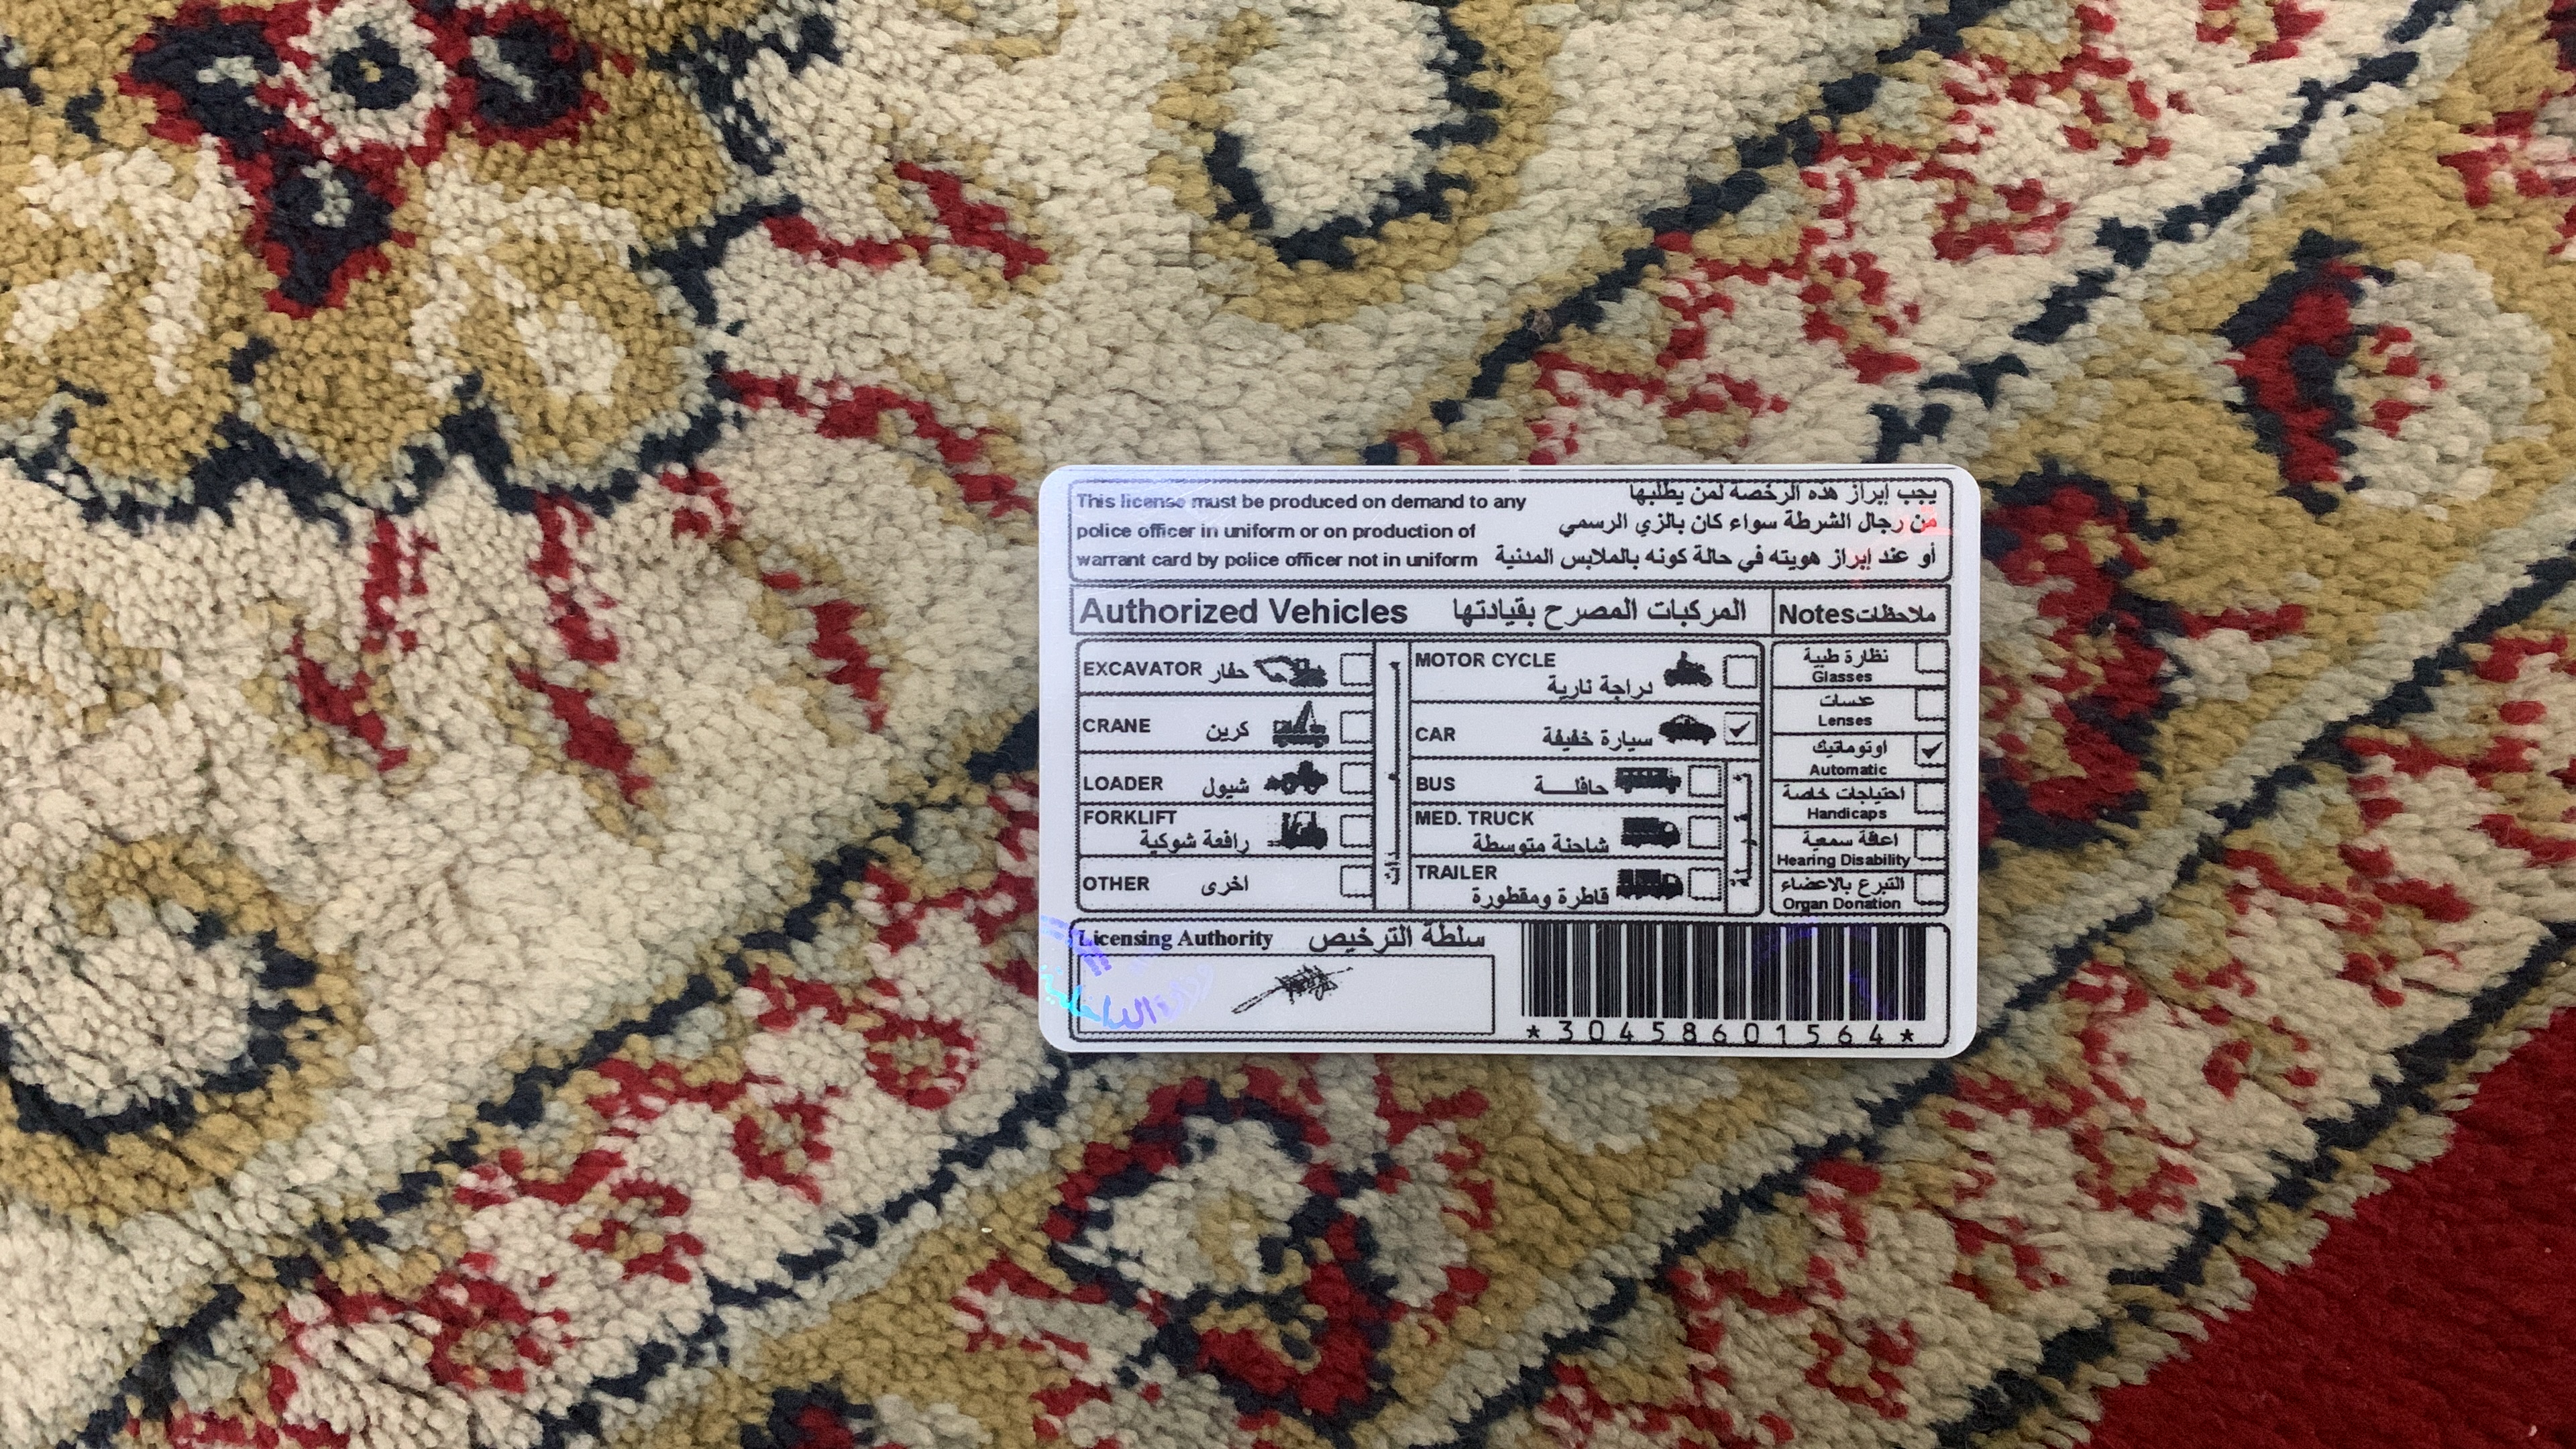 This license must be produced on demand to any
police officer in uniform or on production of
warrant card by police officer not in uniform
يجب إبراز هذه الرخصة لمن يطلبها
من رجال الشرطة سواء كان بالزي الرسمي
أو عند إبراز هويته في حالة كونه بالملابس المدنية
Authorized Vehicles المركبات المصرح بقيادتها
Notes ملاحظات
EXCAVATOR حفار
CRANE كرين
LOADER شيول
FORKLIFT
رافعة شوكية
OTHER اخرى
MOTOR CYCLE
دراجة نارية
CAR سيارة خفيفة
BUS حافلـــة
MED. TRUCK
شاحنة متوسطة
TRAILER
قاطرة ومقطورة
نظارة طبية
Glasses
عدسات
Lenses
اوتوماتيك
Automatic
احتياجات خاصة
Handicaps
اعاقة سمعية
Hearing Disability
التبرع بالاعضاء
Organ Donation
Licensing Authority سلطة الترخيص
*30458601564*